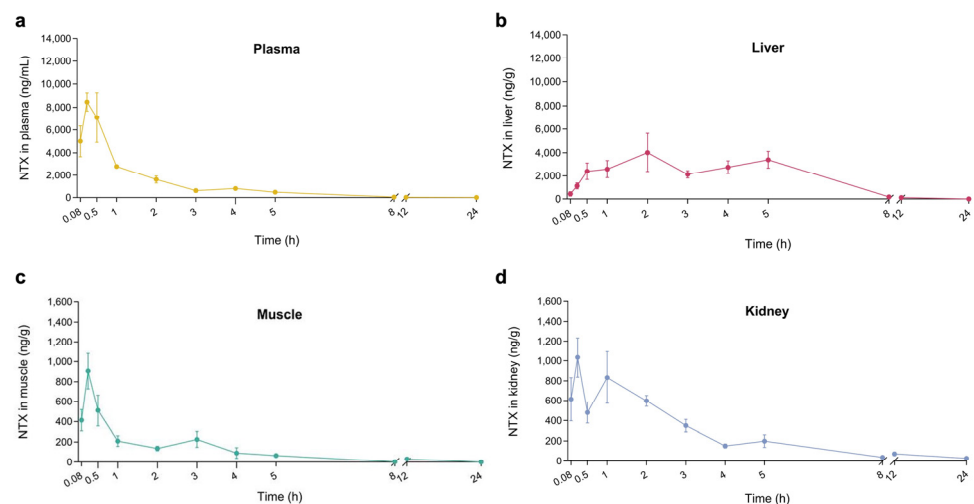 a
Plasma
NTX in plasma (ng/mL)
14,000
12,000
10,000
8,000
6,000
4,000
2,000
0
0.08 0.5 1 2 3 4 5 8 12 24
Time (h)
b
Liver
NTX in liver (ng/g)
14,000
12,000
10,000
8,000
6,000
4,000
2,000
0
0.08 0.5 1 2 3 4 5 8 12 24
Time (h)
c
Muscle
NTX in muscle (ng/g)
1,600
1,400
1,200
1,000
800
600
400
200
0
0.08 0.5 1 2 3 4 5 8 12 24
Time (h)
d
Kidney
NTX in kidney (ng/g)
1,600
1,400
1,200
1,000
800
600
400
200
0
0.08 0.5 1 2 3 4 5 8 12 24
Time (h)